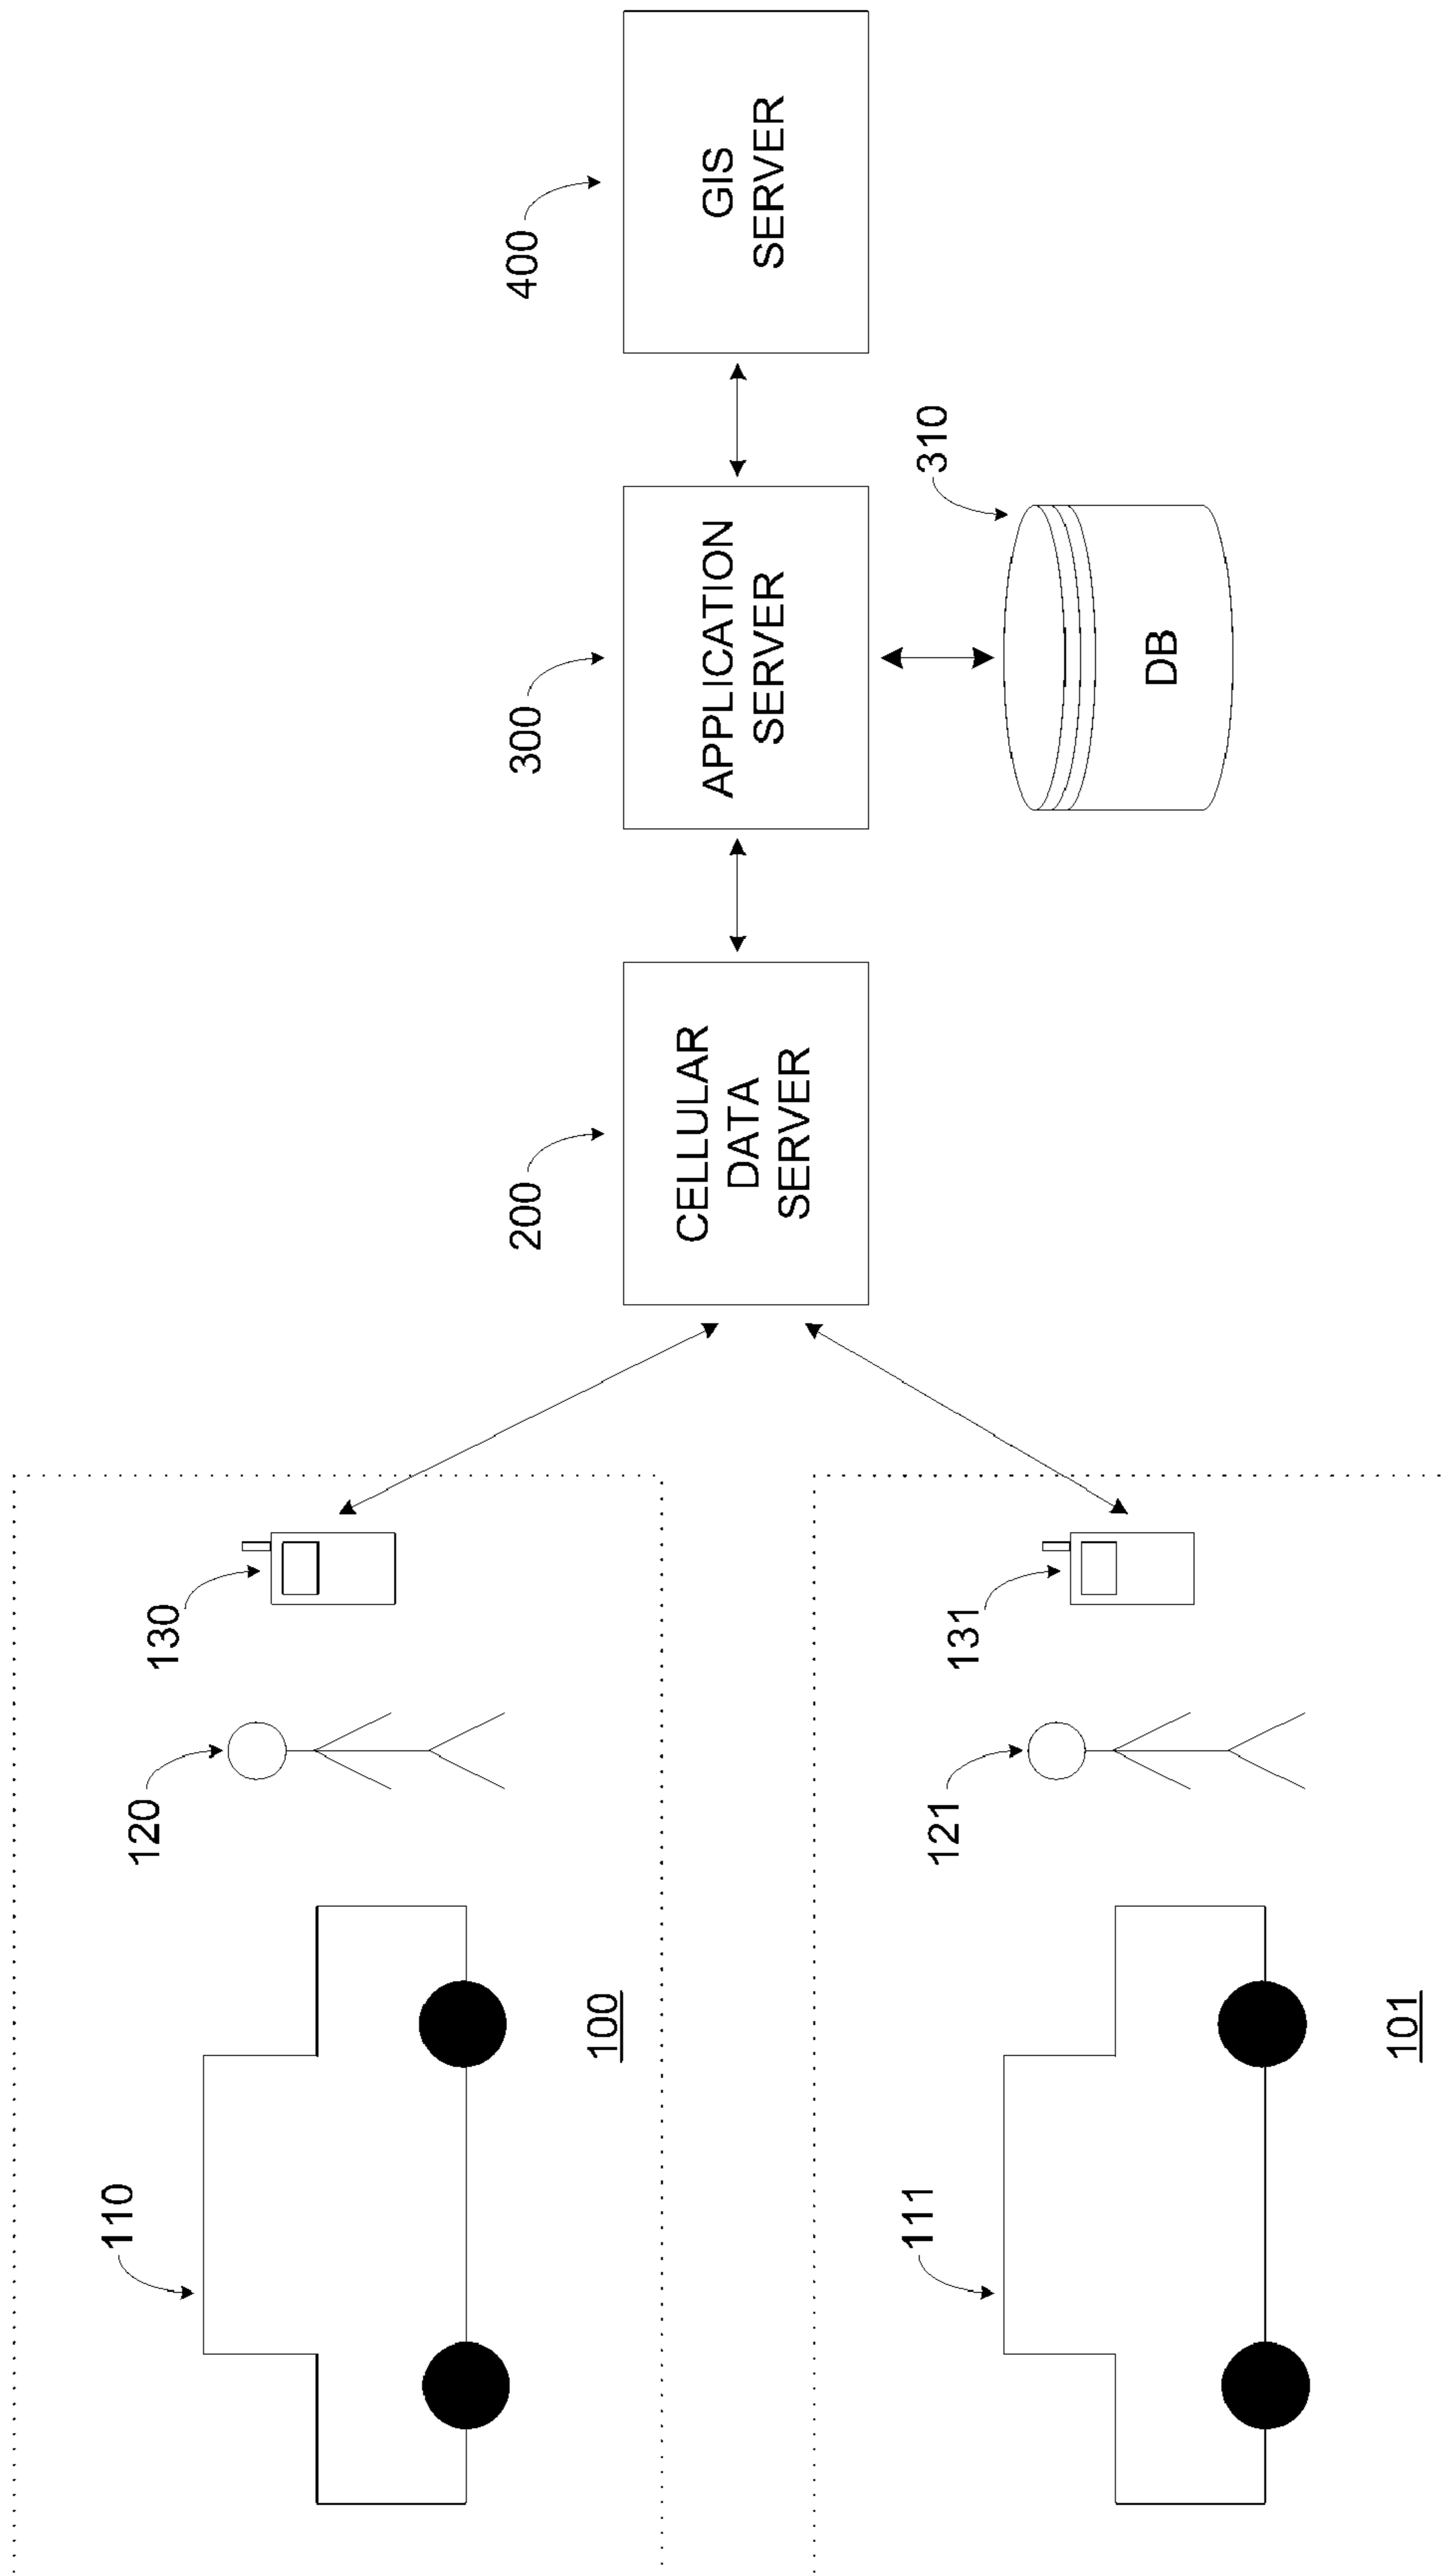 110
120
130
100
111
121
131
101
200
CELLULAR
DATA
SERVER
300
APPLICATION
SERVER
310
DB
400
GIS
SERVER